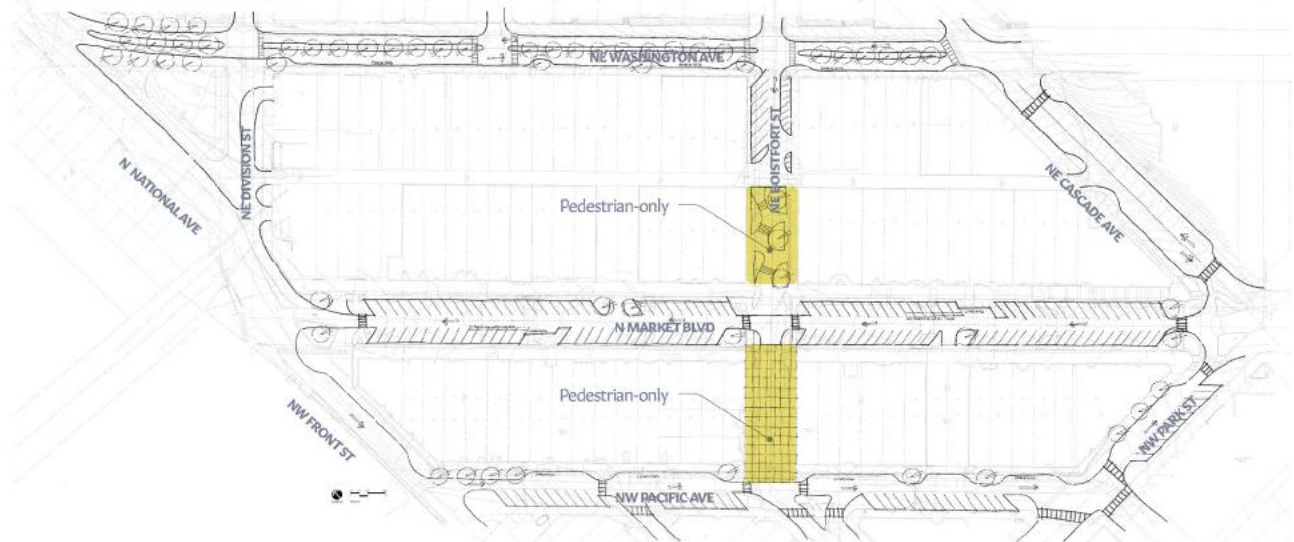 NE WASHINGTON AVE
NE BOISTFORT ST
NE DIVISION ST
N NATIONAL AVE
NE CASCADE AVE
Pedestrian-only
N MARKET BLVD
Pedestrian-only
NW FRONT ST
NW PARK ST
NW PACIFIC AVE